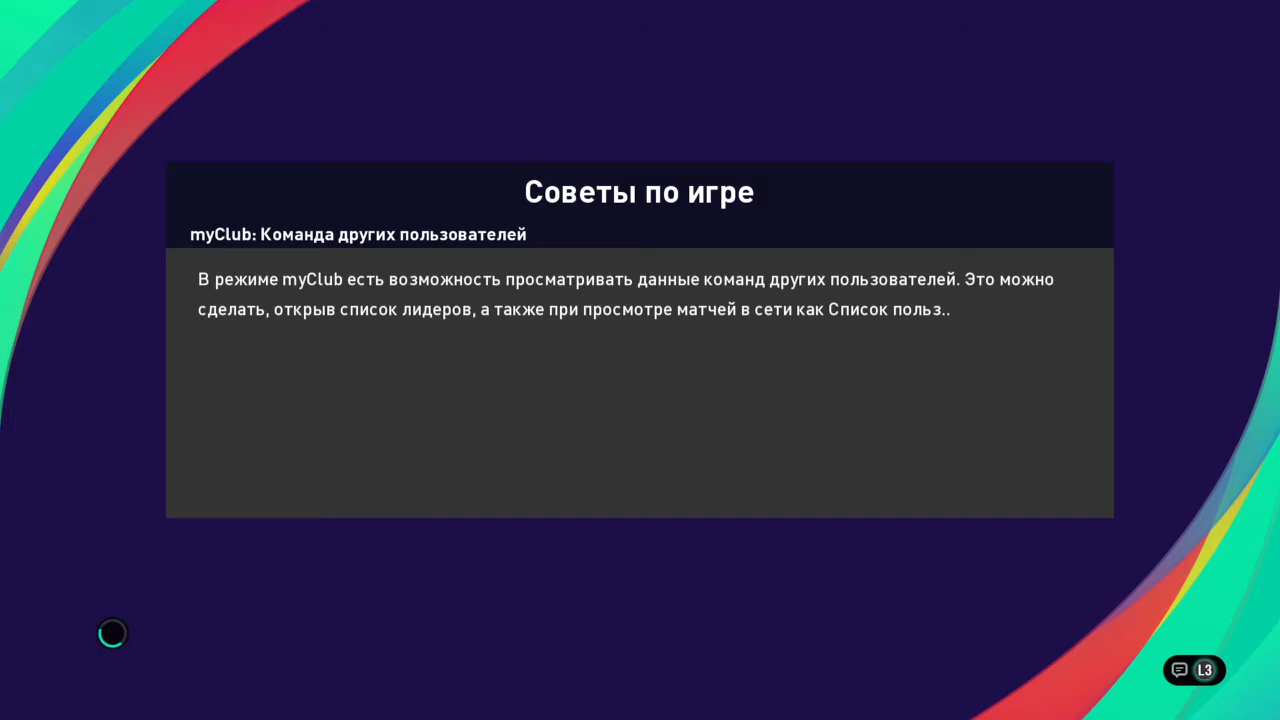 Советы по игре
myClub: Команда других пользователей
В режиме myClub есть возможность просматривать данные команд других пользователей. Это можно
сделать, открыв список лидеров, а также при просмотре матчей в сети как Список польз..
L3